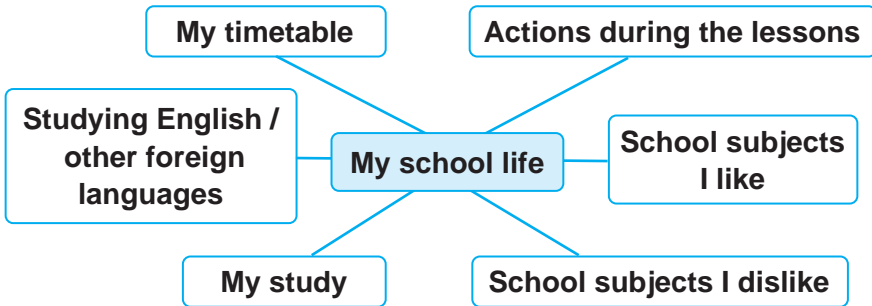 My timetable
Actions during the lessons
Studying English /
other foreign
languages
My school life
School subjects
I like
My study
School subjects I dislike